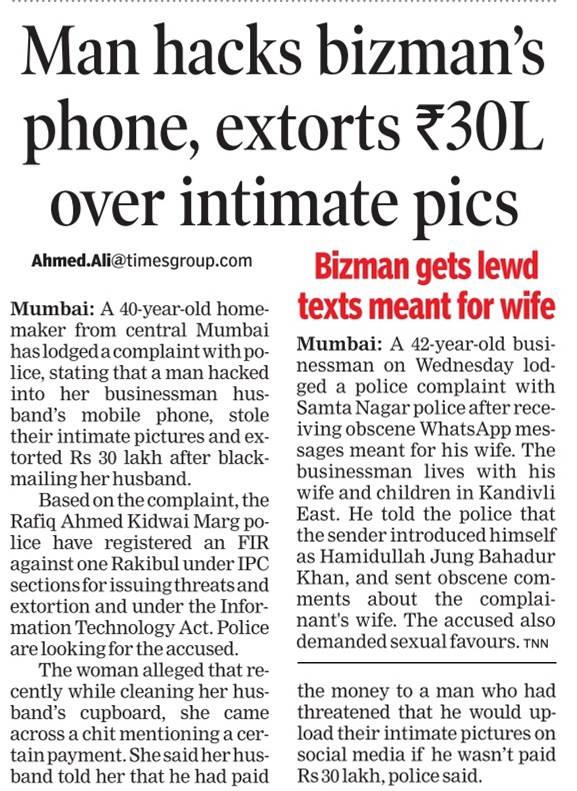 Man hacks bizman's
phone, extorts ₹30L
over intimate pics
Ahmed.Ali@timesgroup.com
Mumbai: A 40-year-old home-
maker from central Mumbai
has lodged a complaint with po-
lice, stating that a man hacked
into her businessman hus-
band's mobile phone, stole
their intimate pictures and ex-
torted Rs 30 lakh after black-
mailing her husband.
Based on the complaint, the
Rafiq Ahmed Kidwai Marg po-
lice have registered an FIR
against one Rakibul under IPC
sections for issuing threats and
extortion and under the Infor-
mation Technology Act. Police
are looking for the accused.
The woman alleged that re-
cently while cleaning her hus-
band's cupboard, she came
across a chit mentioning a cer-
tain payment. She said her hus-
band told her that he had paid
the money to a man who had
threatened that he would up-
load their intimate pictures on
social media if he wasn't paid
Rs 30 lakh, police said.
Bizman gets lewd
texts meant for wife
Mumbai: A 42-year-old busi-
nessman on Wednesday lod-
ged a police complaint with
Samta Nagar police after rece-
iving obscene WhatsApp mes-
sages meant for his wife. The
businessman lives with his
wife and children in Kandivli
East. He told the police that
the sender introduced himself
as Hamidullah Jung Bahadur
Khan, and sent obscene com-
ments about the complai-
nant's wife. The accused also
demanded sexual favours. TNN